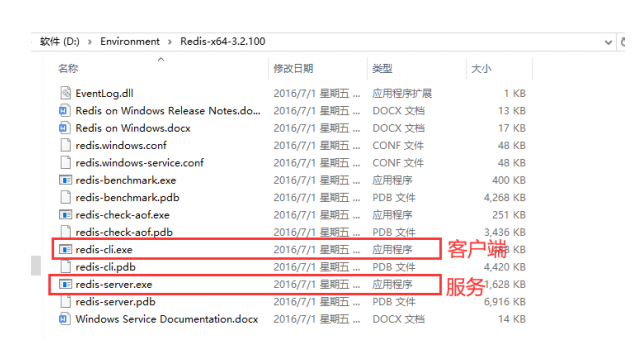 软件 (D:) › Environment › Redis-x64-3.2.100
名称 修改日期 类型 大小
EventLog.dll 2016/7/1 星期五 ... 应用程序扩展 1 KB
Redis on Windows Release Notes.do... 2016/7/1 星期五 ... DOCX 文档 13 KB
Redis on Windows.docx 2016/7/1 星期五 ... DOCX 文档 17 KB
redis.windows.conf 2016/7/1 星期五 ... CONF 文件 48 KB
redis.windows-service.conf 2016/7/1 星期五 ... CONF 文件 48 KB
redis-benchmark.exe 2016/7/1 星期五 ... 应用程序 400 KB
redis-benchmark.pdb 2016/7/1 星期五 ... PDB 文件 4,268 KB
redis-check-aof.exe 2016/7/1 星期五 ... 应用程序 251 KB
redis-check-aof.pdb 2016/7/1 星期五 ... PDB 文件 3,436 KB
redis-cli.exe 2016/7/1 星期五 ... 应用程序 KB 客户端
redis-cli.pdb 2016/7/1 星期五 ... PDB 文件 4,420 KB
redis-server.exe 2016/7/1 星期五 ... 应用程序 1,628 KB 服务
redis-server.pdb 2016/7/1 星期五 ... PDB 文件 6,916 KB
Windows Service Documentation.docx 2016/7/1 星期五 ... DOCX 文档 14 KB